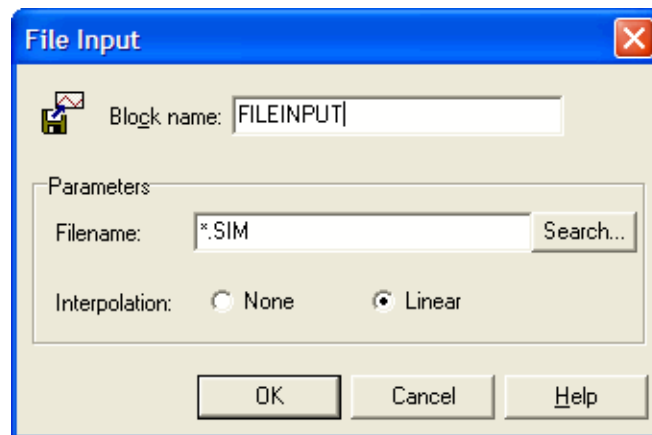 File Input
Block name: FILEINPUT
Parameters
Filename: *.SIM Search...
Interpolation: None Linear
OK Cancel Help